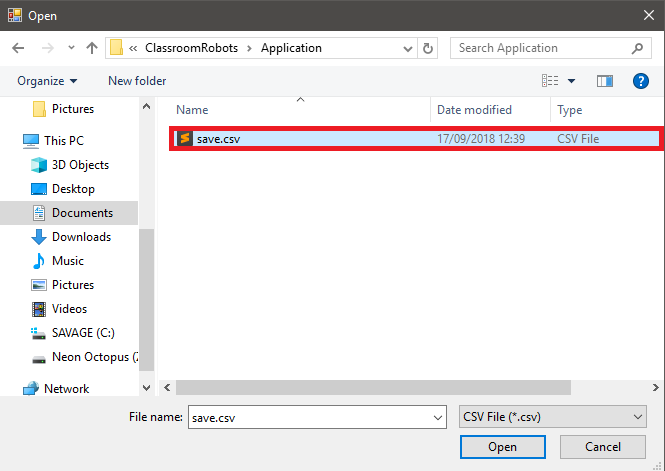 Open
« ClassroomRobots > Application
Search Application
Organize
New folder
Name
Date modified
Type
Pictures
This PC
3D Objects
Desktop
Documents
Downloads
Music
Pictures
Videos
SAVAGE (C:)
Neon Octopus (Z
Network
save.csv
17/09/2018 12:39
CSV File
File name:
save.csv
CSV File (*.csv)
Open
Cancel